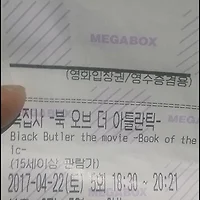 MEGABOX
(영화입장권/영수증겸용)
흑집사 -북 오브 더 아틀란틱-
Black Butler the movie -Book of the
ic-
(15세이상 관람가)
2017-04-22(토) 5회 18:30 ~ 20:21